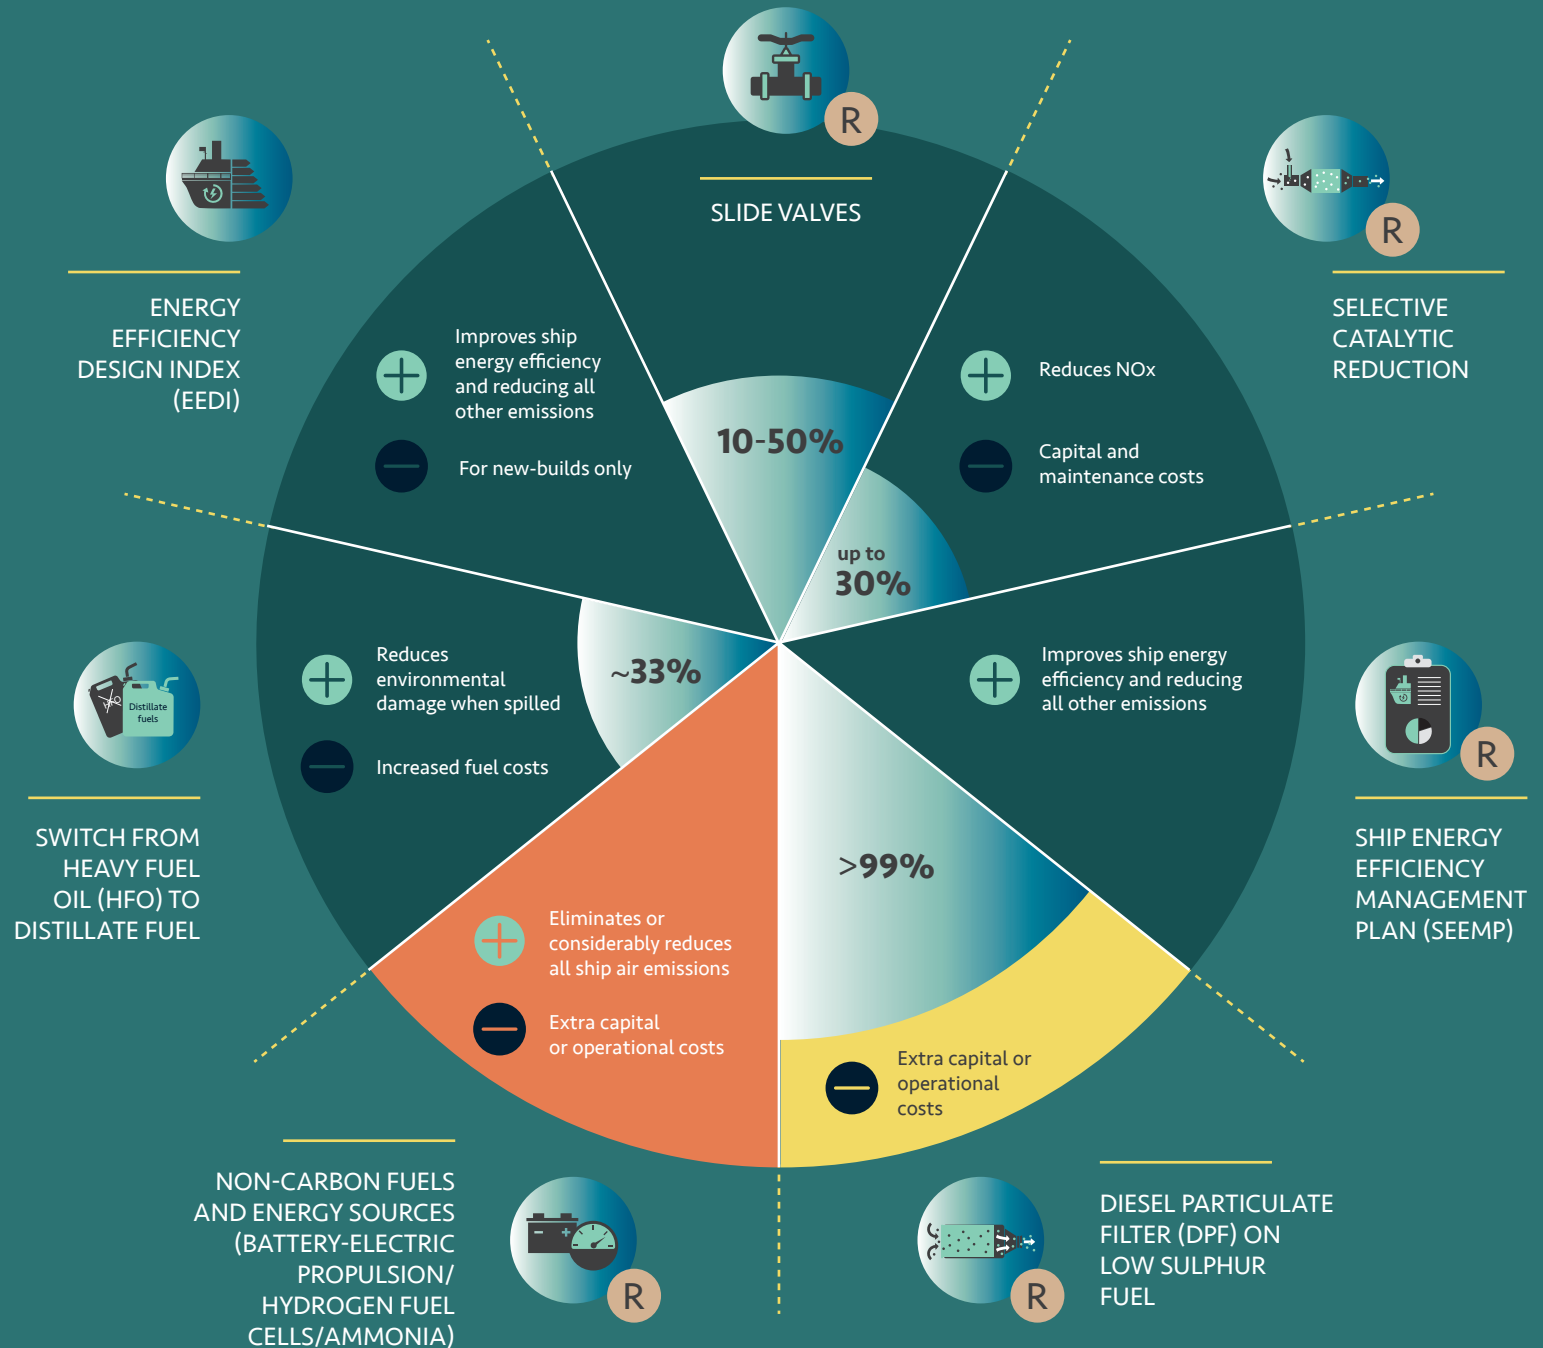 R
SLIDE VALVES
10-50%
R
SELECTIVE
CATALYTIC
REDUCTION
Reduces NOx
Capital and
maintenance costs
up to
30%
R
SHIP ENERGY
EFFICIENCY
MANAGEMENT
PLAN (SEEMP)
Improves ship energy
efficiency and reducing
all other emissions
>99%
Extra capital or
operational
costs
R
DIESEL PARTICULATE
FILTER (DPF) ON
LOW SULPHUR
FUEL
Eliminates or
considerably reduces
all ship air emissions
Extra capital
or operational costs
R
NON-CARBON FUELS
AND ENERGY SOURCES
(BATTERY-ELECTRIC
PROPULSION/
HYDROGEN FUEL
CELLS/AMMONIA)
HFO
Distillate
fuels
SWITCH FROM
HEAVY FUEL
OIL (HFO) TO
DISTILLATE FUEL
Reduces
environmental
damage when spilled
Increased fuel costs
~33%
ENERGY
EFFICIENCY
DESIGN INDEX
(EEDI)
Improves ship
energy efficiency
and reducing all
other emissions
For new-builds only